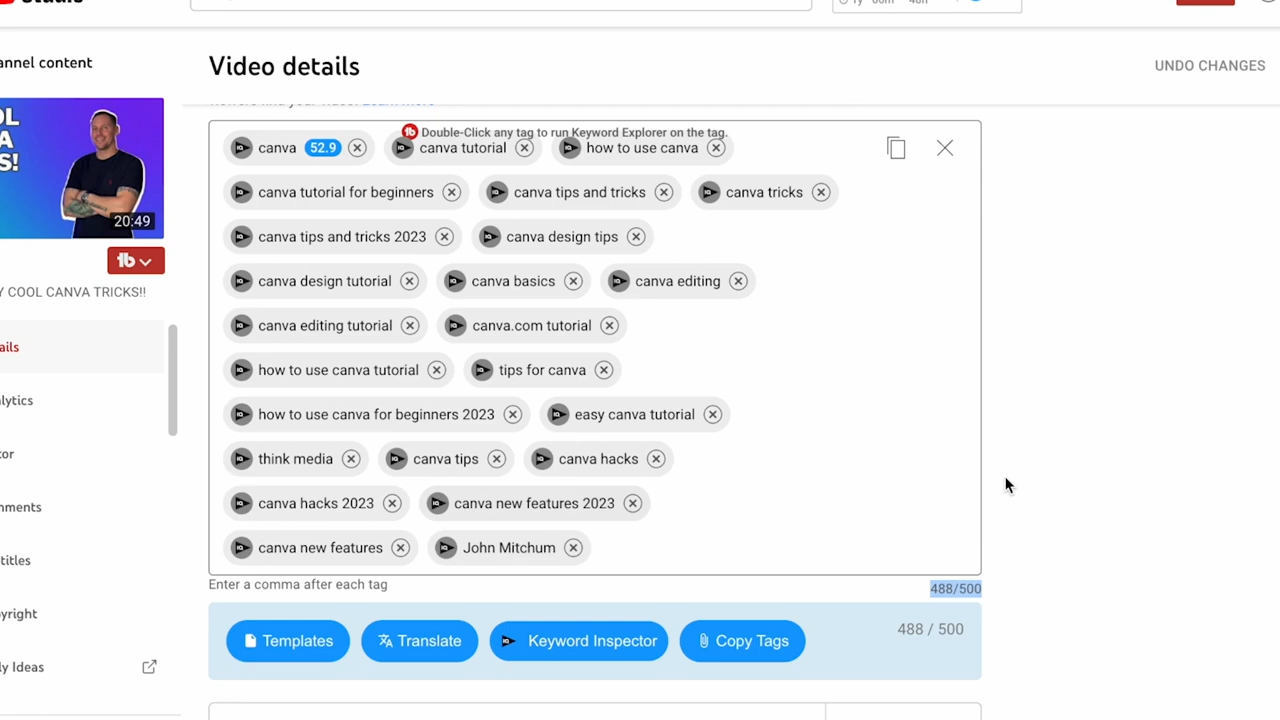 annel content
Video details
UNDO CHANGES
Double-Click any tag to run Keyword Explorer on the tag.
canva 52.9 canva tutorial how to use canva
canva tutorial for beginners canva tips and tricks canva tricks
canva tips and tricks 2023 canva design tips
canva design tutorial canva basics canva editing
canva editing tutorial canva.com tutorial
how to use canva tutorial tips for canva
how to use canva for beginners 2023 easy canva tutorial
think media canva tips canva hacks
canva hacks 2023 canva new features 2023
canva new features John Mitchum
Enter a comma after each tag
488/500
Templates Translate Keyword Inspector Copy Tags
488 / 500
OL
A
S!
20:49
Y COOL CANVA TRICKS!!
ails
lytics
or
nments
titles
pyright
ly Ideas